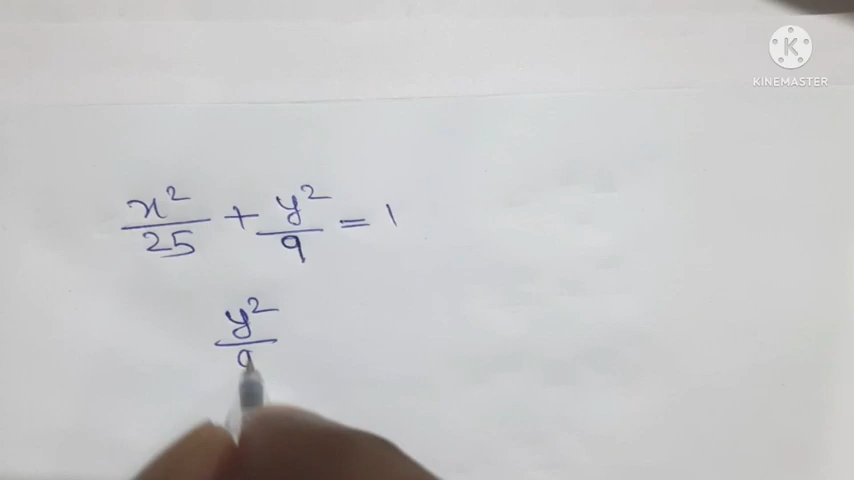 KINEMASTER
x²/25 + y²/9 = 1
y²/9